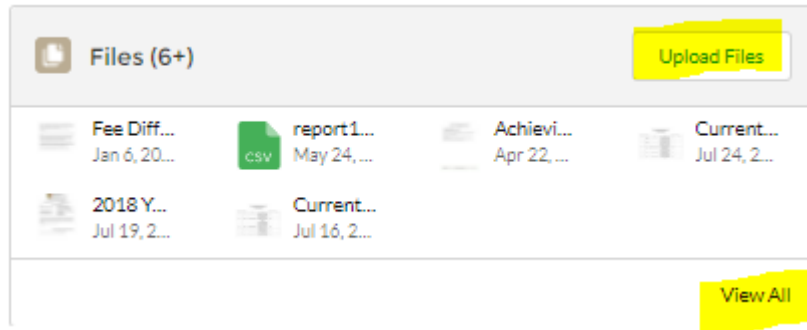 Files (6+)
Upload Files
Fee Diff... report1... Achievi... Current...
Jan 6, 20... CSV May 24, ... Apr 22, ... Jul 24, 2...
2018 Y... Current...
Jul 19, 2... Jul 16, 2...
View All